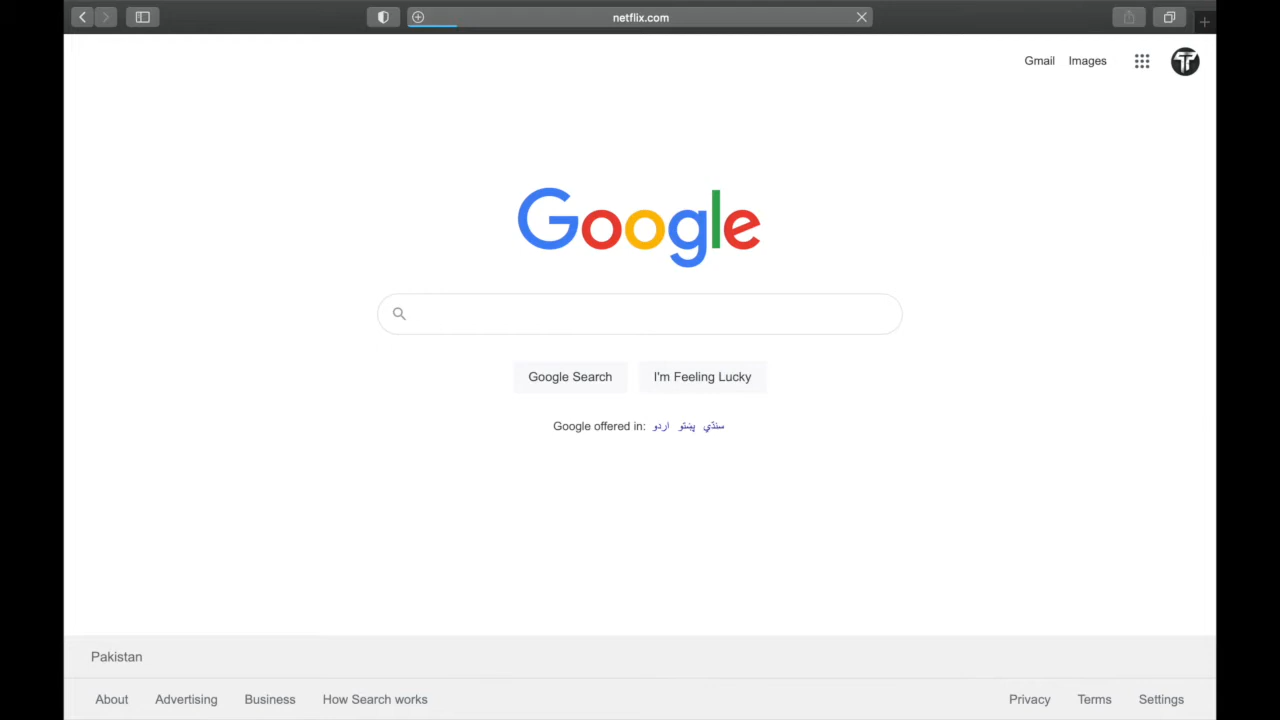 netflix.com
Gmail Images
Google
Google Search I'm Feeling Lucky
Google offered in: اردو پښتو سنڌي
Pakistan
About Advertising Business How Search works Privacy Terms Settings